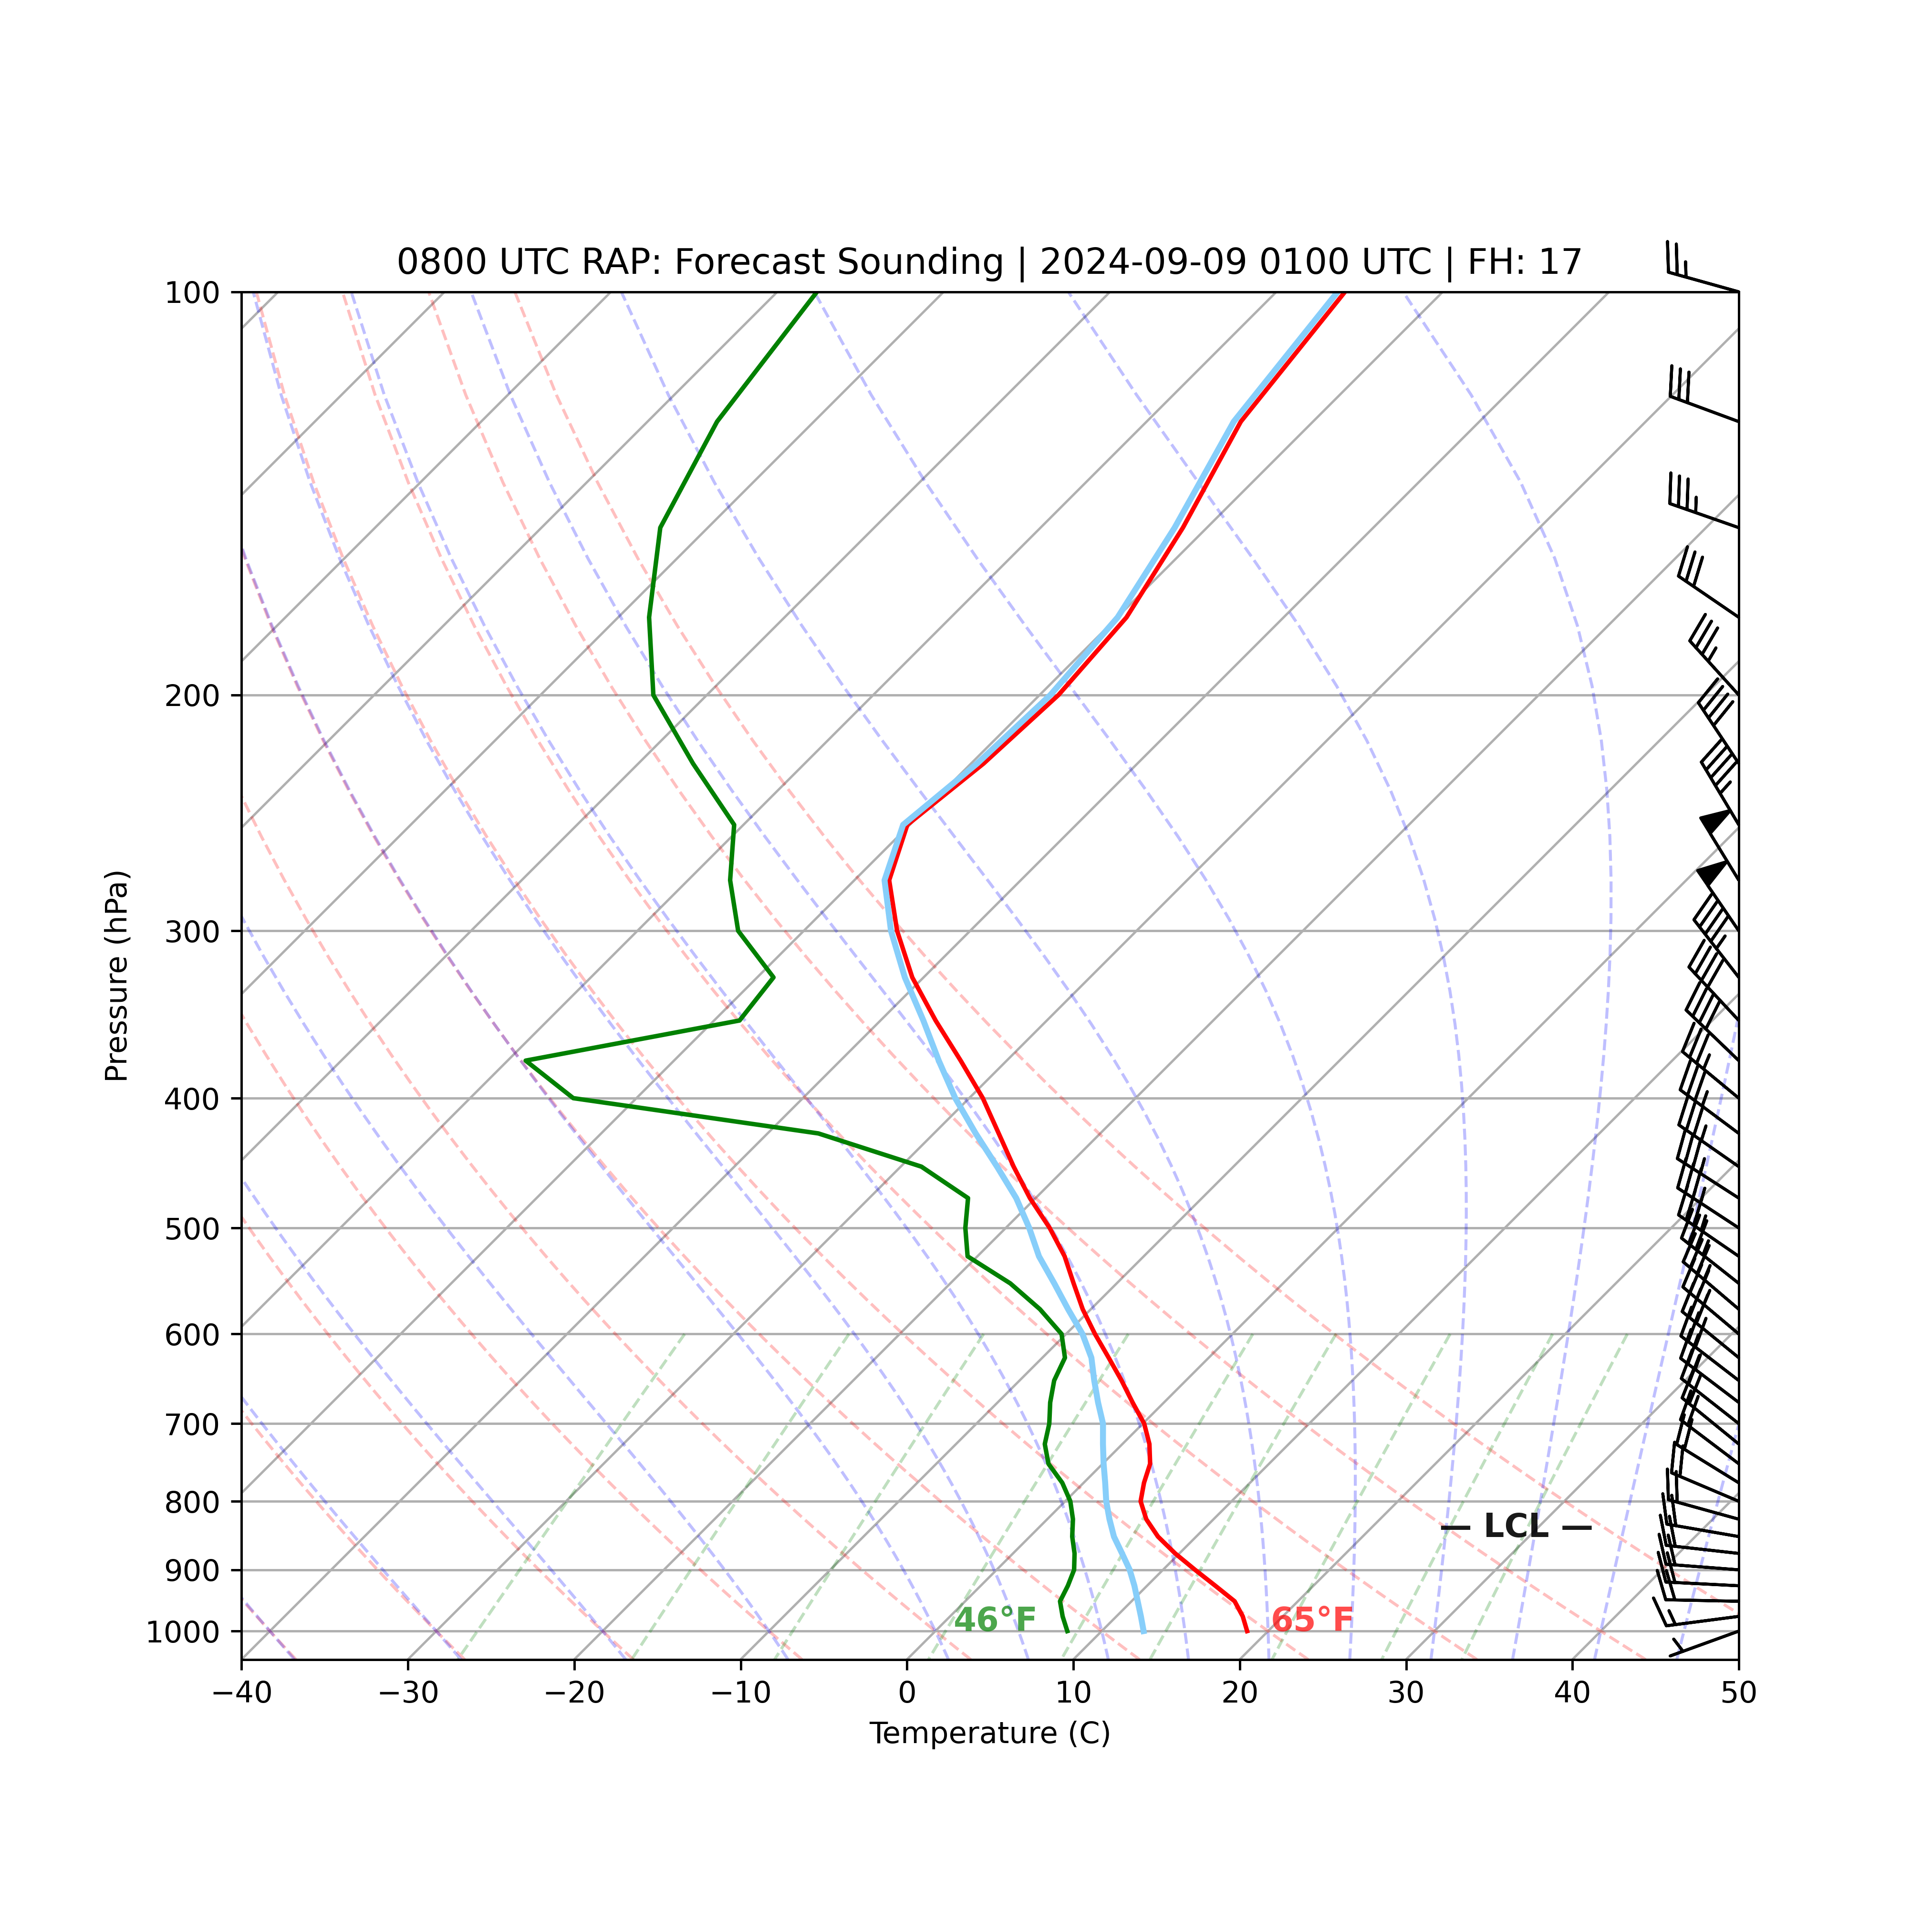 0800 UTC RAP: Forecast Sounding | 2024-09-09 0100 UTC | FH: 17
100
200
300
400
500
600
700
800
900
1000
Pressure (hPa)
— LCL —
46°F
65°F
−40 −30 −20 −10 0 10 20 30 40 50
Temperature (C)